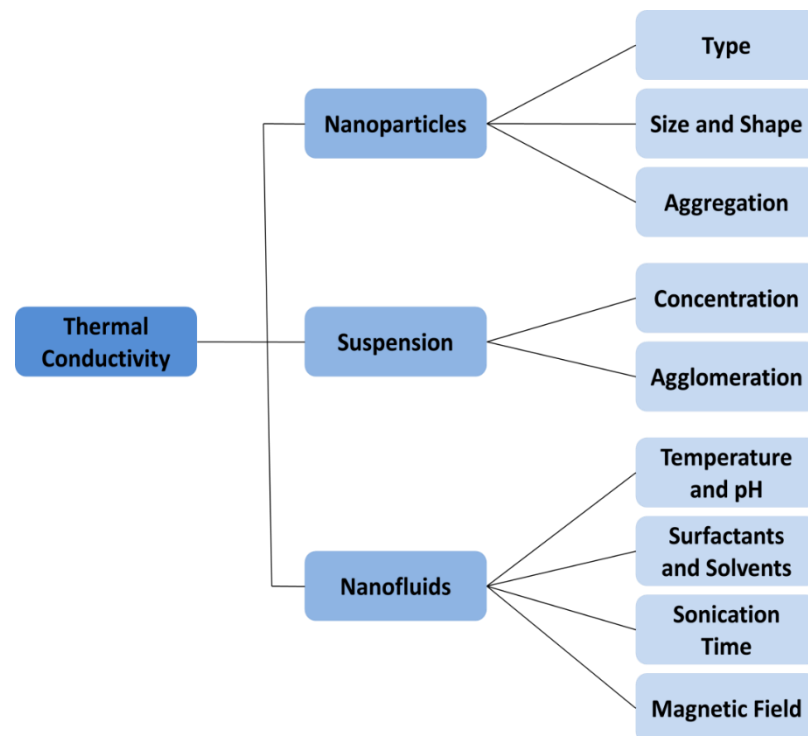 Thermal
Conductivity
Nanoparticles
Type
Size and Shape
Aggregation
Suspension
Concentration
Agglomeration
Nanofluids
Temperature
and pH
Surfactants
and Solvents
Sonication
Time
Magnetic Field